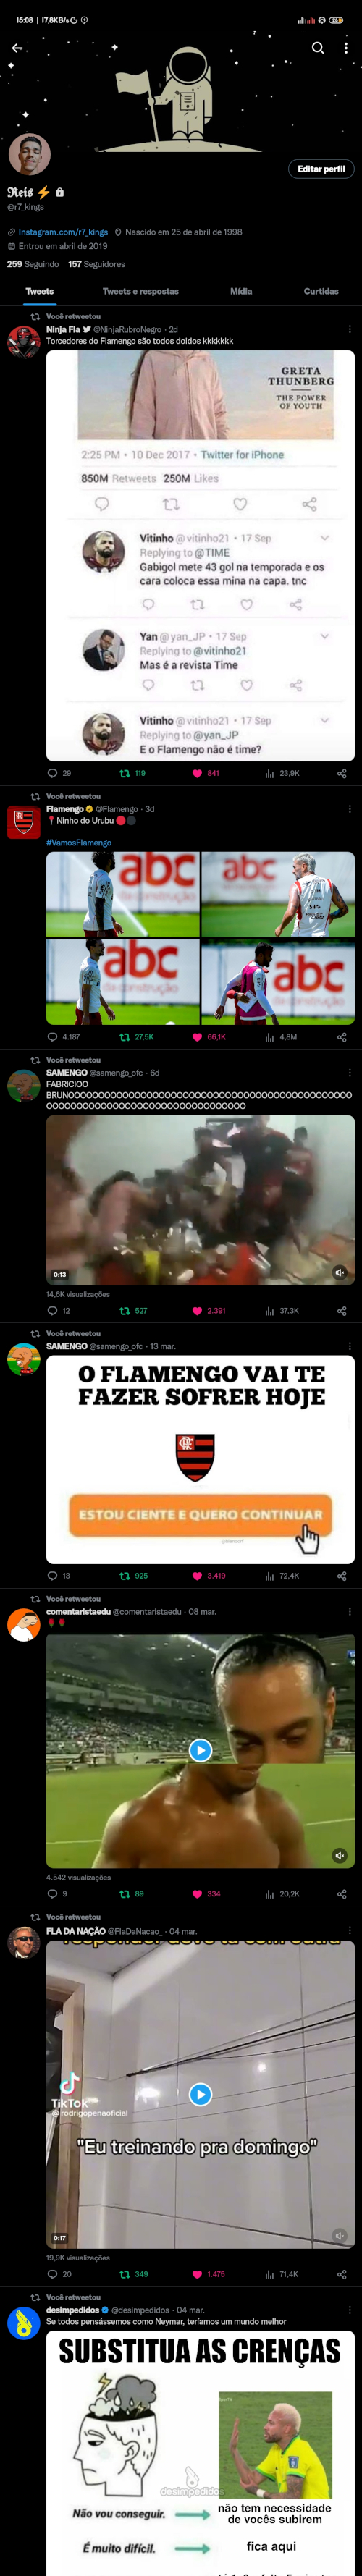 15:08 | 17,8KB/s
Editar perfil
Reis ⚡
@r7_kings
Instagram.com/r7_kings Nascido em 25 de abril de 1998
Entrou em abril de 2019
259 Seguindo 157 Seguidores
Tweets Tweets e respostas Mídia Curtidas
Você retweetou
Ninja Fla @NinjaRubroNegro · 2d
Torcedores do Flamengo são todos doidos kkkkkkk
GRETA
THUNBERG
THE POWER
OF YOUTH
2:25 PM · 10 Dec 2017 · Twitter for iPhone
850M Retweets 250M Likes
Vitinho @vitinho21 · 17 Sep
Replying to @TIME
Gabigol mete 43 gol na temporada e os
cara coloca essa mina na capa. tnc
Yan @yan_JP · 17 Sep
Replying to @vitinho21
Mas é a revista Time
Vitinho @vitinho21 · 17 Sep
Replying to @yan_JP
E o Flamengo não é time?
29 119 841 23,9K
Você retweetou
Flamengo @Flamengo · 3d
📍 Ninho do Urubu 🔴⚫
#VamosFlamengo
abc
abc
construção
abc
construção
abc
4.187 27,5K 66,1K 4,8M
Você retweetou
SAMENGO @samengo_ofc · 6d
FABRICIOO
BRUNOOOOOOOOOOOOOOOOOOOOOOOOOOOOOOOOOOOOOOOOOOOOOO
OOOOOOOOOOOOOOOOOOOOOOOOOOOOOOOOOO
0:13
14,6K visualizações
12 527 2.391 37,3K
Você retweetou
SAMENGO @samengo_ofc · 13 mar.
O FLAMENGO VAI TE
FAZER SOFRER HOJE
ESTOU CIENTE E QUERO CONTINUAR
13 925 3.419 72,4K
Você retweetou
comentaristaedu @comentaristaedu · 08 mar.
🌹🌹
4.542 visualizações
9 89 334 20,2K
Você retweetou
FLA DA NAÇÃO @FlaDaNacao_ · 04 mar.
TikTok
@rodrigopenaoficial
"Eu treinando pra domingo"
0:17
19,9K visualizações
20 349 1.475 71,4K
Você retweetou
desimpedidos @desimpedidos · 04 mar.
Se todos pensássemos como Neymar, teríamos um mundo melhor
SUBSTITUA AS CRENÇAS
desimpedidos
Não vou conseguir.
não tem necessidade
de vocês subirem
É muito difícil.
fica aqui